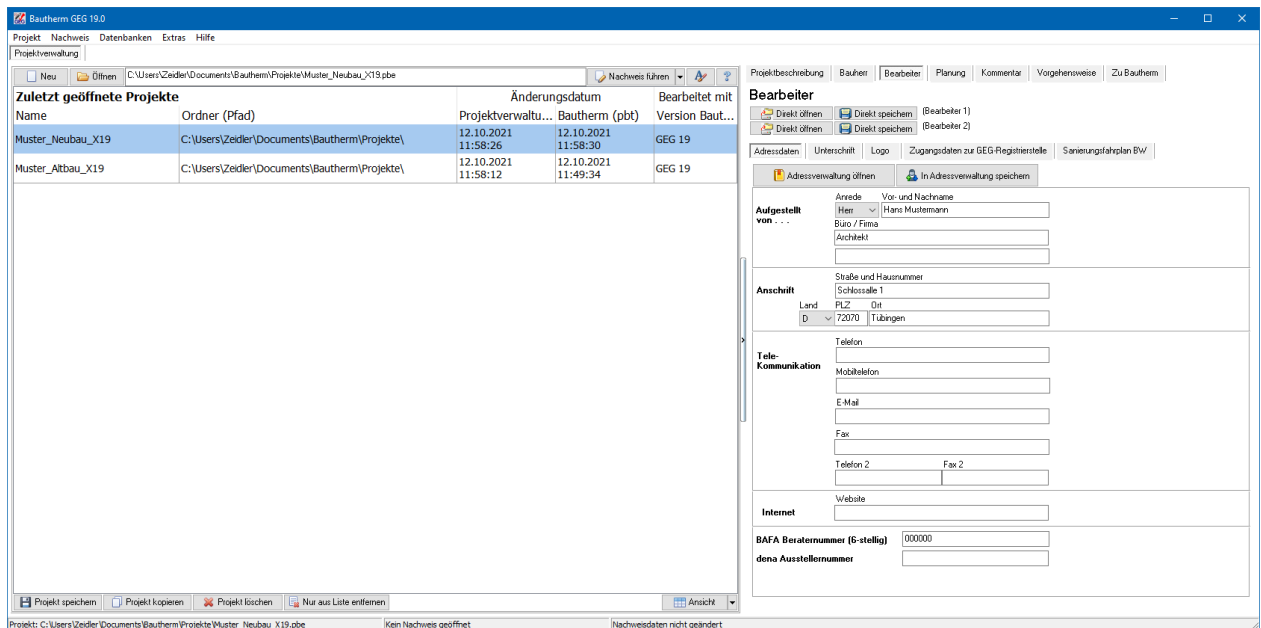 Bautherm GEG 19.0
Projekt Nachweis Datenbanken Extras Hilfe
Projektverwaltung
Neu Öffnen C:\Users\Zeidler\Documents\Bautherm\Projekte\Muster_Neubau_X19.pbe Nachweis führen
Zuletzt geöffnete Projekte Änderungsdatum Bearbeitet mit
Name Ordner (Pfad) Projektverwaltu... Bautherm (pbt) Version Baut...
Muster_Neubau_X19 C:\Users\Zeidler\Documents\Bautherm\Projekte\ 12.10.2021 11:58:26 12.10.2021 11:58:30 GEG 19
Muster_Altbau_X19 C:\Users\Zeidler\Documents\Bautherm\Projekte\ 12.10.2021 11:58:12 12.10.2021 11:49:34 GEG 19
Projekt speichern Projekt kopieren Projekt löschen Nur aus Liste entfernen Ansicht
Projektbeschreibung Bauherr Bearbeiter Planung Kommentar Vorgehensweise Zu Bautherm
Bearbeiter
Direkt öffnen Direkt speichern (Bearbeiter 1)
Direkt öffnen Direkt speichern (Bearbeiter 2)
Adressdaten Unterschrift Logo Zugangsdaten zur GEG-Registrierstelle Sanierungsfahrplan BW
Adressverwaltung öffnen In Adressverwaltung speichern
Anrede Vor- und Nachname
Aufgestellt von . . . Herr Hans Mustermann
Büro / Firma
Architekt
Straße und Hausnummer
Anschrift Schlossalle 1
Land PLZ Ort
D 72070 Tübingen
Telefon
Tele-
Kommunikation
Mobiltelefon
E-Mail
Fax
Telefon 2 Fax 2
Website
Internet
BAFA Beraternummer (6-stellig) 000000
dena Ausstellernummer
Projekt: C:\Users\Zeidler\Documents\Bautherm\Projekte\Muster_Neubau_X19.pbe Kein Nachweis geöffnet Nachweisdaten nicht geändert